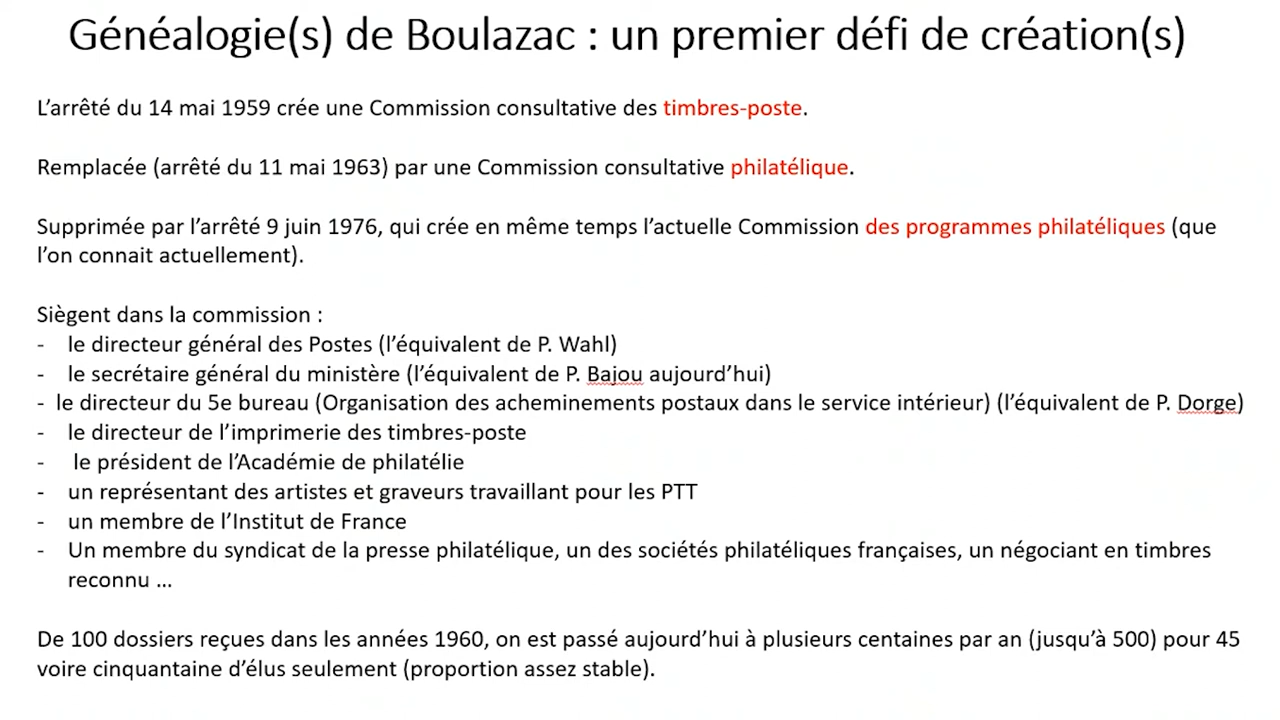 Généalogie(s) de Boulazac : un premier défi de création(s)
L’arrêté du 14 mai 1959 crée une Commission consultative des timbres-poste.
Remplacée (arrêté du 11 mai 1963) par une Commission consultative philatélique.
Supprimée par l’arrêté 9 juin 1976, qui crée en même temps l’actuelle Commission des programmes philatéliques (que
l’on connait actuellement).
Siègent dans la commission :
- le directeur général des Postes (l’équivalent de P. Wahl)
- le secrétaire général du ministère (l’équivalent de P. Bajou aujourd’hui)
- le directeur du 5e bureau (Organisation des acheminements postaux dans le service intérieur) (l’équivalent de P. Dorge)
- le directeur de l’imprimerie des timbres-poste
- le président de l’Académie de philatélie
- un représentant des artistes et graveurs travaillant pour les PTT
- un membre de l’Institut de France
- Un membre du syndicat de la presse philatélique, un des sociétés philatéliques françaises, un négociant en timbres
reconnu …
De 100 dossiers reçues dans les années 1960, on est passé aujourd’hui à plusieurs centaines par an (jusqu’à 500) pour 45
voire cinquantaine d’élus seulement (proportion assez stable).